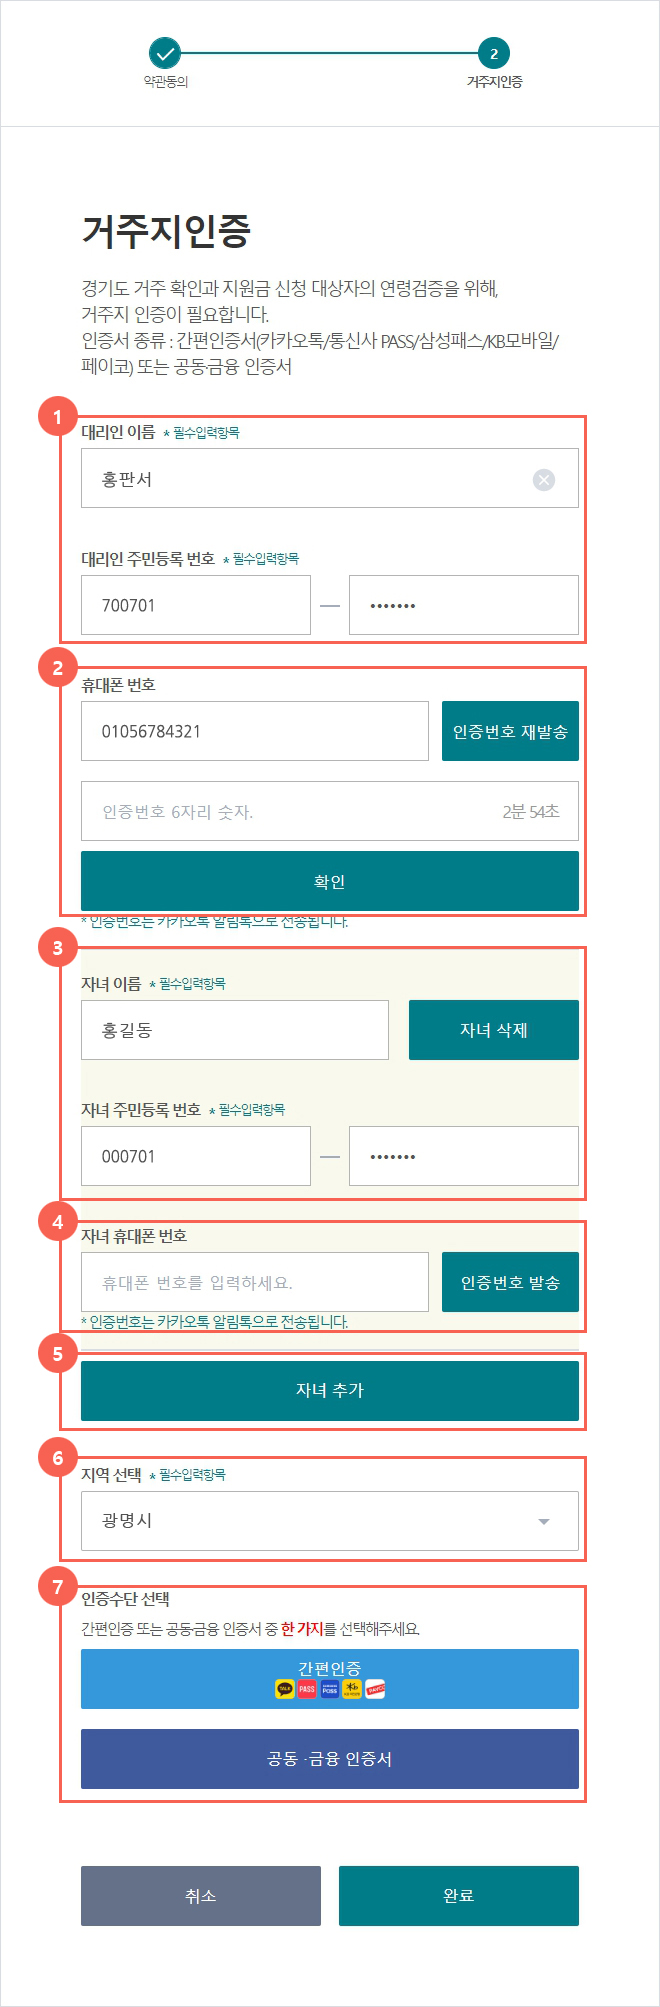 2
약관동의
거주지인증
거주지인증
경기도 거주 확인과 지원금 신청 대상자의 연령검증을 위해,
거주지 인증이 필요합니다.
인증서 종류 : 간편인증서(카카오톡/통신사 PASS/삼성패스/KB모바일/
페이코) 또는 공동·금융 인증서
1
대리인 이름 * 필수입력항목
홍판서
대리인 주민등록 번호 * 필수입력항목
700701 — •••••••
2
휴대폰 번호
01056784321 인증번호 재발송
인증번호 6자리 숫자. 2분 54초
확인
* 인증번호는 카카오톡 알림톡으로 전송됩니다.
3
자녀 이름 * 필수입력항목
홍길동 자녀 삭제
자녀 주민등록 번호 * 필수입력항목
000701 — •••••••
4
자녀 휴대폰 번호
휴대폰 번호를 입력하세요. 인증번호 발송
* 인증번호는 카카오톡 알림톡으로 전송됩니다.
5
자녀 추가
6
지역 선택 * 필수입력항목
광명시
7
인증수단 선택
간편인증 또는 공동·금융 인증서 중 한 가지를 선택해주세요.
간편인증
TALK PASS PASS PAYCO
공동 ·금융 인증서
취소 완료